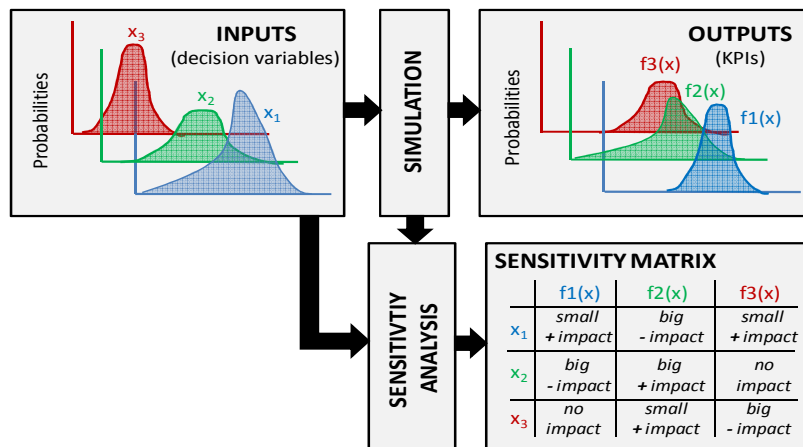 INPUTS
(decision variables)
Probabilities
x3
x2
x1
SIMULATION
OUTPUTS
(KPIs)
Probabilities
f3(x)
f2(x)
f1(x)
SENSITIVTIY
ANALYSIS
SENSITIVITY MATRIX
f1(x) f2(x) f3(x)
x1 small + impact big - impact small + impact
x2 big - impact big + impact no impact
x3 no impact small + impact big - impact